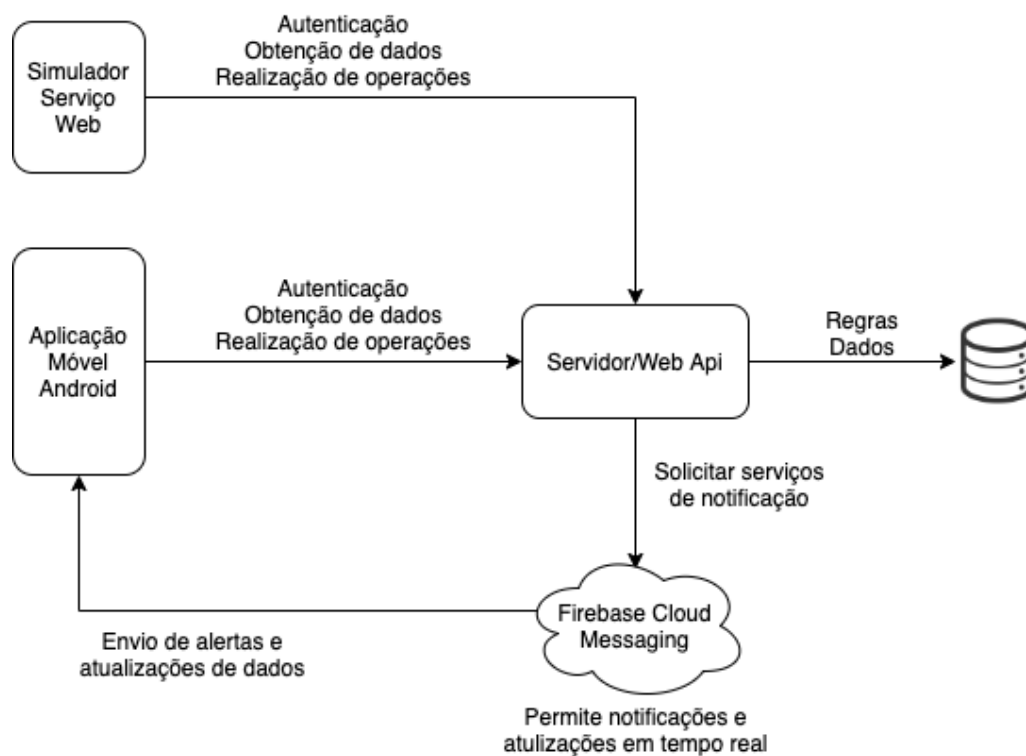 Autenticação
Obtenção de dados
Realização de operações
Simulador
Serviço
Web
Autenticação
Obtenção de dados
Realização de operações
Aplicação
Móvel
Android
Servidor/Web Api
Regras
Dados
Solicitar serviços
de notificação
Firebase Cloud
Messaging
Envio de alertas e
atualizações de dados
Permite notificações e
atulizações em tempo real